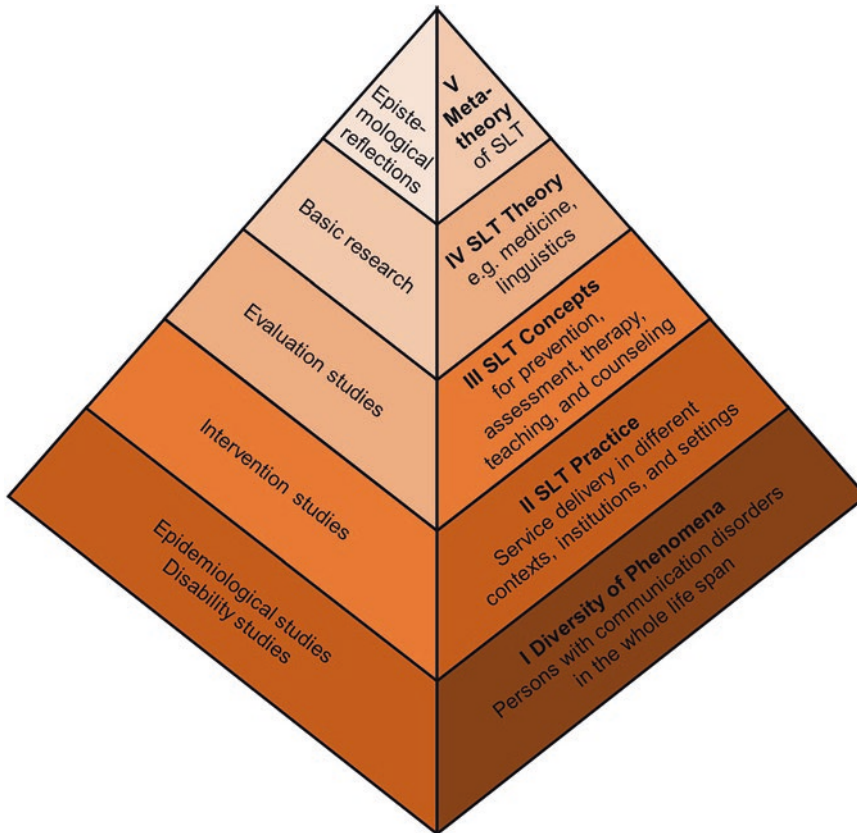 Episte-
mological
reflections
V
Meta-
theory
of SLT
Basic research
IV SLT Theory
e.g. medicine,
linguistics
Evaluation studies
III SLT Concepts
for prevention,
assessment, therapy,
teaching, and counseling
Intervention studies
II SLT Practice
Service delivery in different
contexts, institutions, and settings
Epidemiological studies
Disability studies
I Diversity of Phenomena
Persons with communication disorders
in the whole life span